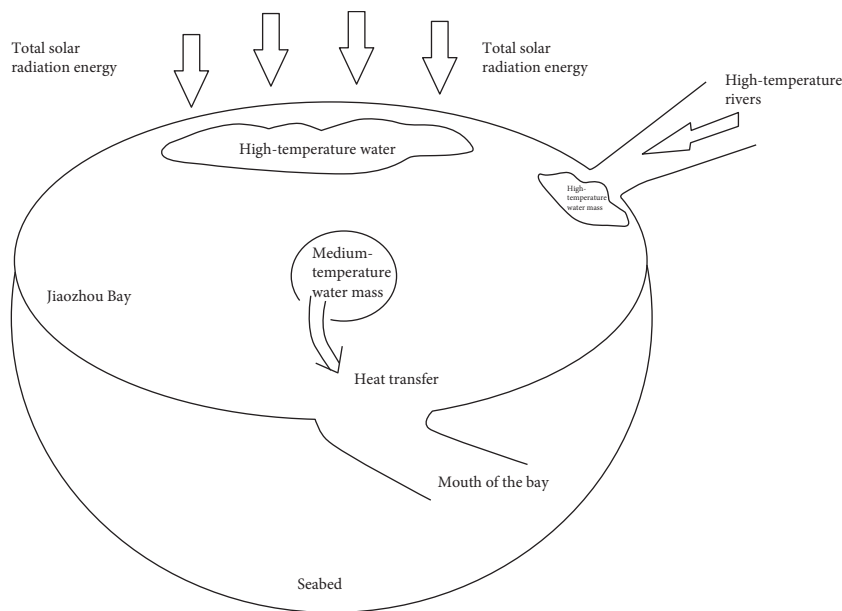 Total solar
radiation energy
Total solar
radiation energy
High-temperature
rivers
High-temperature water
High-
temperature
water mass
Medium-
temperature
water mass
Jiaozhou Bay
Heat transfer
Mouth of the bay
Seabed